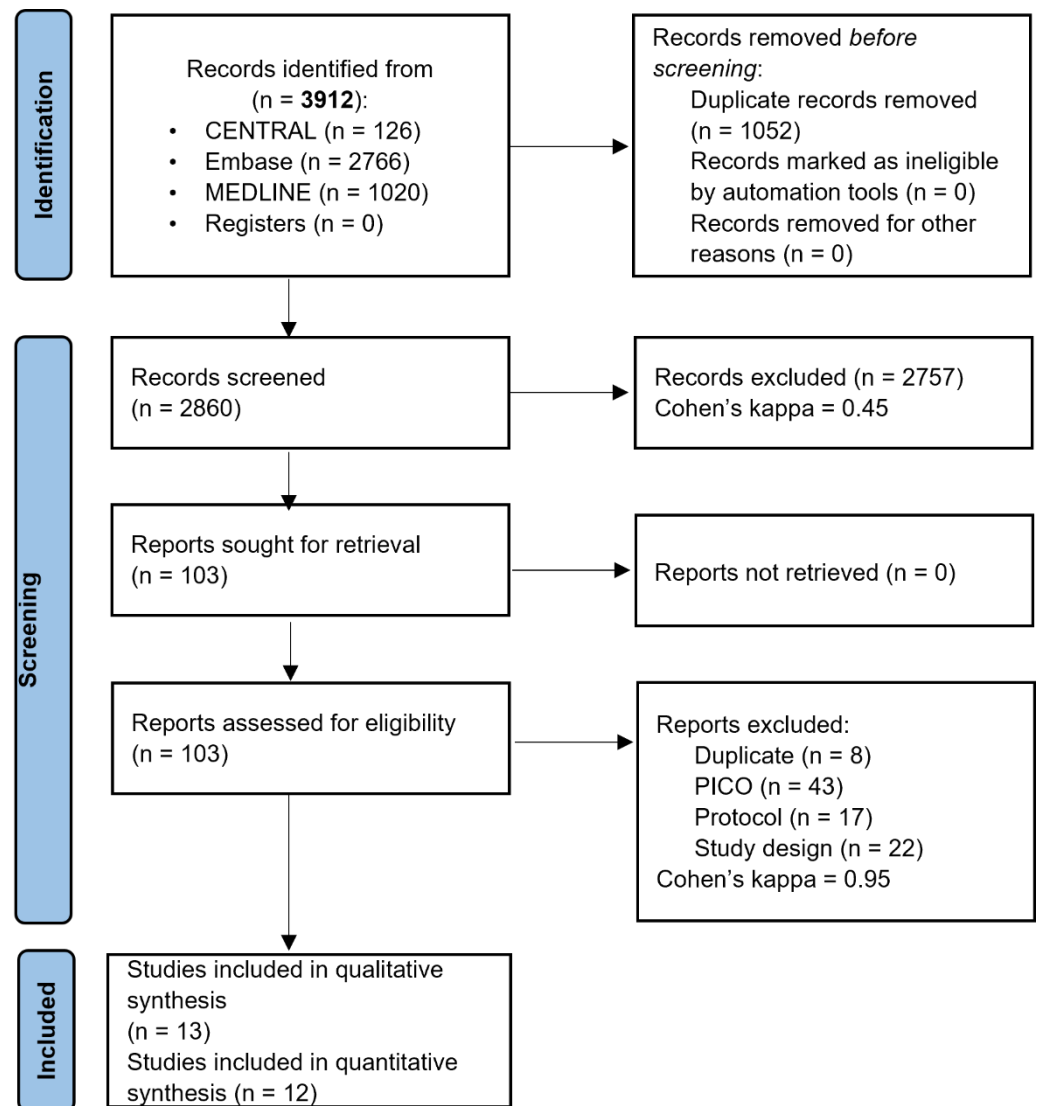 Identification
Records identified from
(n = 3912):
• CENTRAL (n = 126)
• Embase (n = 2766)
• MEDLINE (n = 1020)
• Registers (n = 0)
Records removed before
screening:
Duplicate records removed
(n = 1052)
Records marked as ineligible
by automation tools (n = 0)
Records removed for other
reasons (n = 0)
Screening
Records screened
(n = 2860)
Records excluded (n = 2757)
Cohen’s kappa = 0.45
Reports sought for retrieval
(n = 103)
Reports not retrieved (n = 0)
Reports assessed for eligibility
(n = 103)
Reports excluded:
Duplicate (n = 8)
PICO (n = 43)
Protocol (n = 17)
Study design (n = 22)
Cohen’s kappa = 0.95
Included
Studies included in qualitative
synthesis
(n = 13)
Studies included in quantitative
synthesis (n = 12)